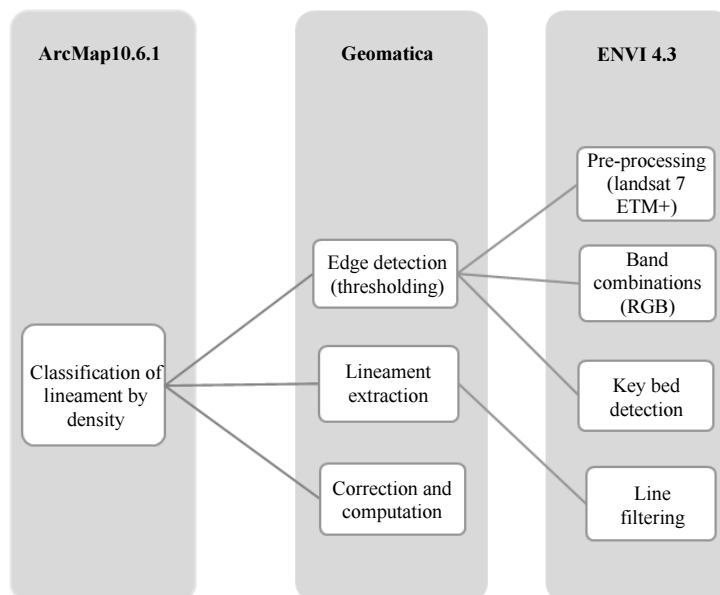 ArcMap10.6.1
Geomatica
ENVI 4.3
Classification of
lineament by
density
Edge detection
(thresholding)
Lineament
extraction
Correction and
computation
Pre-processing
(landsat 7
ETM+)
Band
combinations
(RGB)
Key bed
detection
Line
filtering